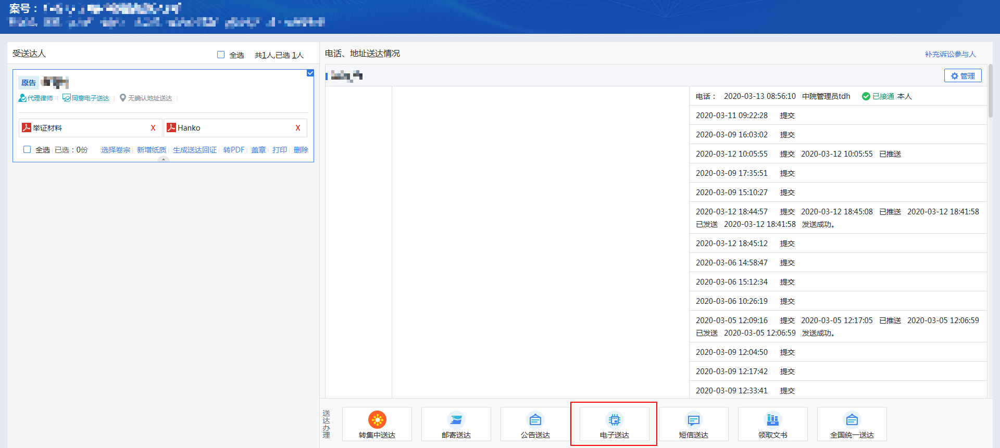 案号：
受送达人
全选 共1人,已选 1人
原告
代理律师 同意电子送达 无确认地址送达
举证材料 X Hanko X
全选 已选：0份 选择卷宗 新增纸质 生成送达回证 转PDF 盖章 打印 删除
电话、地址送达情况
补充诉讼参与人
管理
电话： 2020-03-13 08:56:10 中院管理员tdh 已接通 本人
2020-03-11 09:22:28 提交
2020-03-09 16:03:02 提交
2020-03-12 10:05:55 提交 2020-03-12 10:05:55 已推送
2020-03-09 17:35:51 提交
2020-03-09 15:10:27 提交
2020-03-12 18:44:57 提交 2020-03-12 18:45:08 已推送 2020-03-12 18:41:58
已发送 2020-03-12 18:41:58 发送成功。
2020-03-12 18:45:12 提交
2020-03-06 14:58:47 提交
2020-03-06 15:12:34 提交
2020-03-06 10:26:19 提交
2020-03-05 12:09:16 提交 2020-03-05 12:17:05 已推送 2020-03-05 12:06:59
已发送 2020-03-05 12:06:59 发送成功。
2020-03-09 12:04:50 提交
2020-03-09 12:17:42 提交
2020-03-09 12:33:41 提交
送达办理
转集中送达 邮寄送达 公告送达 电子送达 短信送达 领取文书 全国统一送达